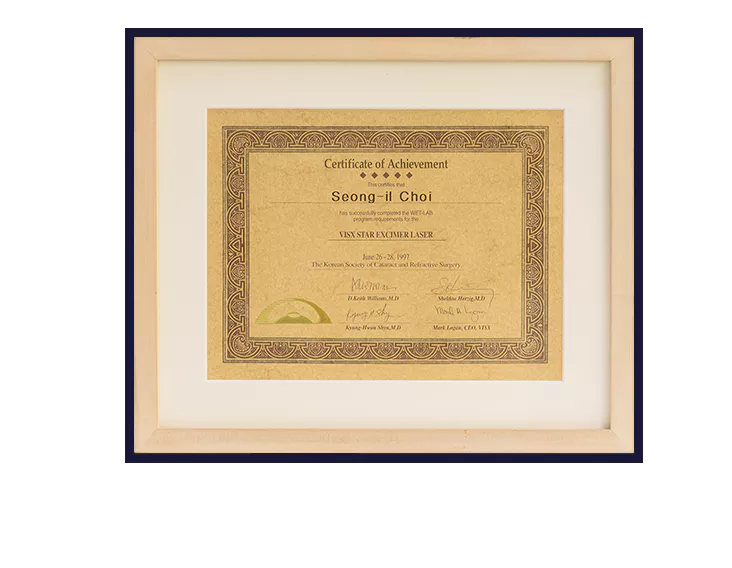 Certificate of Achievement
This certifies that
Seong-il Choi
has successfully completed the WET-LAB
program requirements for the
VISX STAR EXCIMER LASER
June 26-28, 1997
The Korean Society of Cataract and Refractive Surgery
D.Keith Williams,M.D Sheldon Herzig,M.D
Kyung-Hwan Shyn,M.D Mark Logan, CEO, VISX